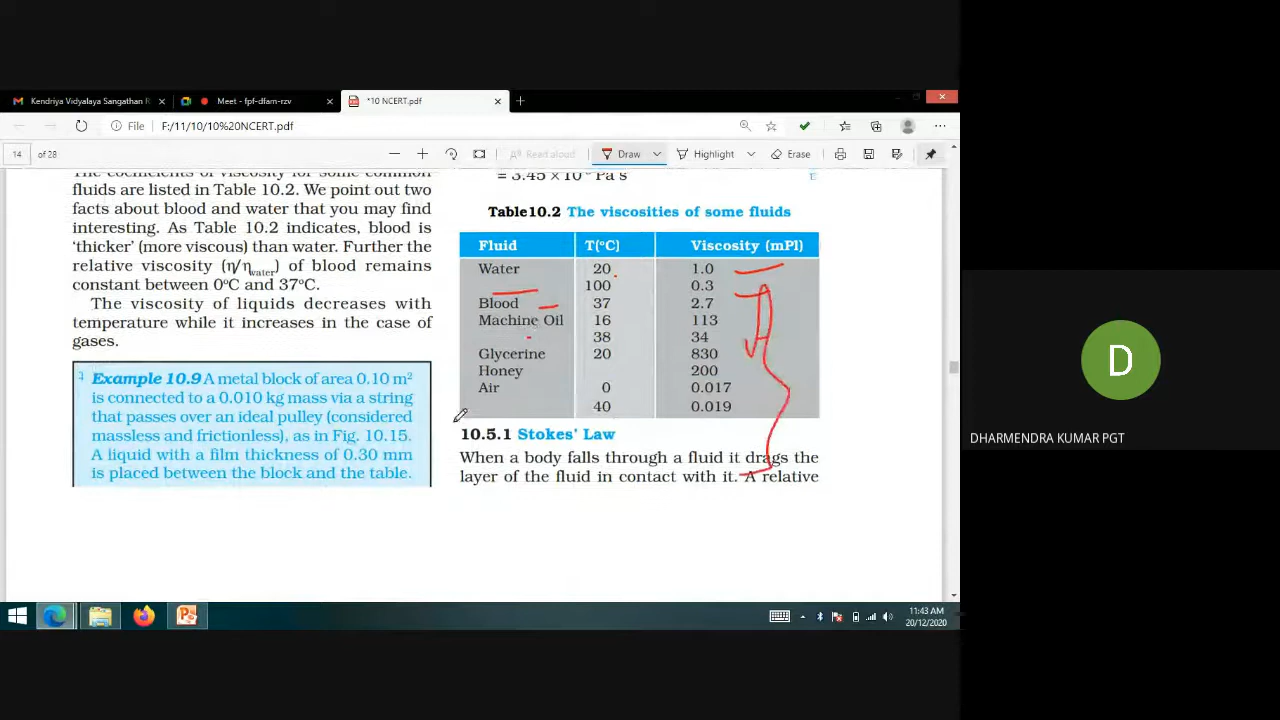 Kendriya Vidyalaya Sangathan R
Meet - fpf-dfam-rzv
*10 NCERT.pdf
File
F:/11/10/10%20NCERT.pdf
14
of 28
Read aloud
Draw
Highlight
Erase
The coefficients of viscosity for some common
fluids are listed in Table 10.2. We point out two
facts about blood and water that you may find
interesting. As Table 10.2 indicates, blood is
‘thicker’ (more viscous) than water. Further the
relative viscosity (η/ηwater) of blood remains
constant between 0°C and 37°C.
The viscosity of liquids decreases with
temperature while it increases in the case of
gases.
Example 10.9 A metal block of area 0.10 m²
is connected to a 0.010 kg mass via a string
that passes over an ideal pulley (considered
massless and frictionless), as in Fig. 10.15.
A liquid with a film thickness of 0.30 mm
is placed between the block and the table.
Table10.2 The viscosities of some fluids
Fluid T(°C) Viscosity (mPl)
Water 20 1.0
100 0.3
Blood 37 2.7
Machine Oil 16 113
38 34
Glycerine 20 830
Honey 200
Air 0 0.017
40 0.019
10.5.1 Stokes’ Law
When a body falls through a fluid it drags the
layer of the fluid in contact with it. A relative
D
DHARMENDRA KUMAR PGT
11:43 AM
20/12/2020